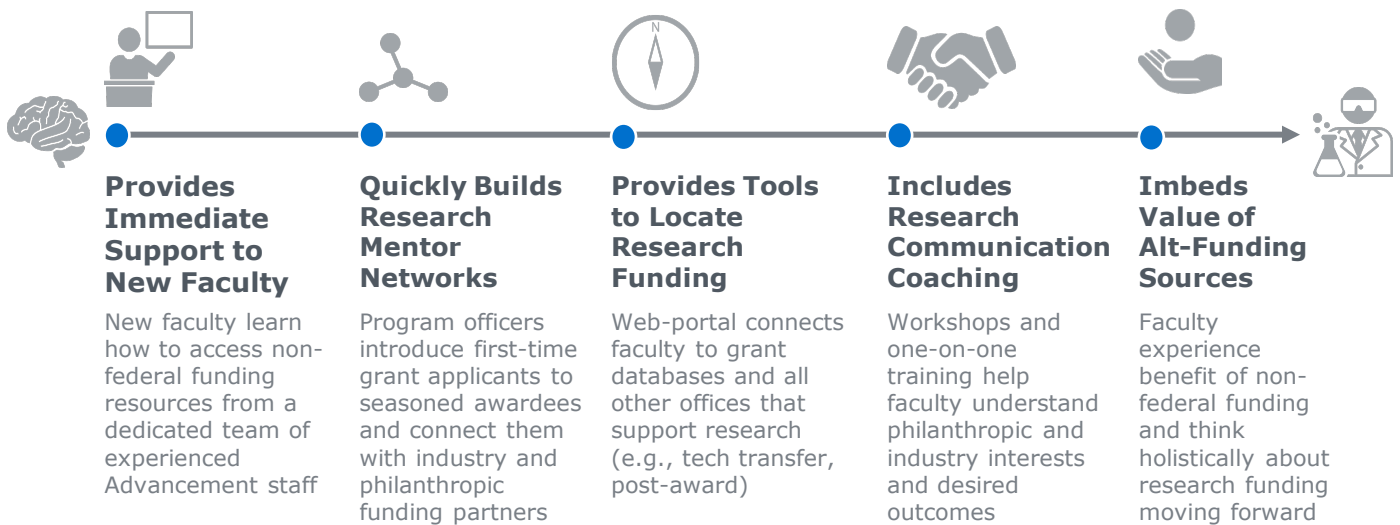 N
Provides
Immediate
Support to
New Faculty
New faculty learn
how to access non-
federal funding
resources from a
dedicated team of
experienced
Advancement staff
Quickly Builds
Research
Mentor
Networks
Program officers
introduce first-time
grant applicants to
seasoned awardees
and connect them
with industry and
philanthropic
funding partners
Provides Tools
to Locate
Research
Funding
Web-portal connects
faculty to grant
databases and all
other offices that
support research
(e.g., tech transfer,
post-award)
Includes
Research
Communication
Coaching
Workshops and
one-on-one
training help
faculty understand
philanthropic and
industry interests
and desired
outcomes
Imbeds
Value of
Alt-Funding
Sources
Faculty
experience
benefit of non-
federal funding
and think
holistically about
research funding
moving forward